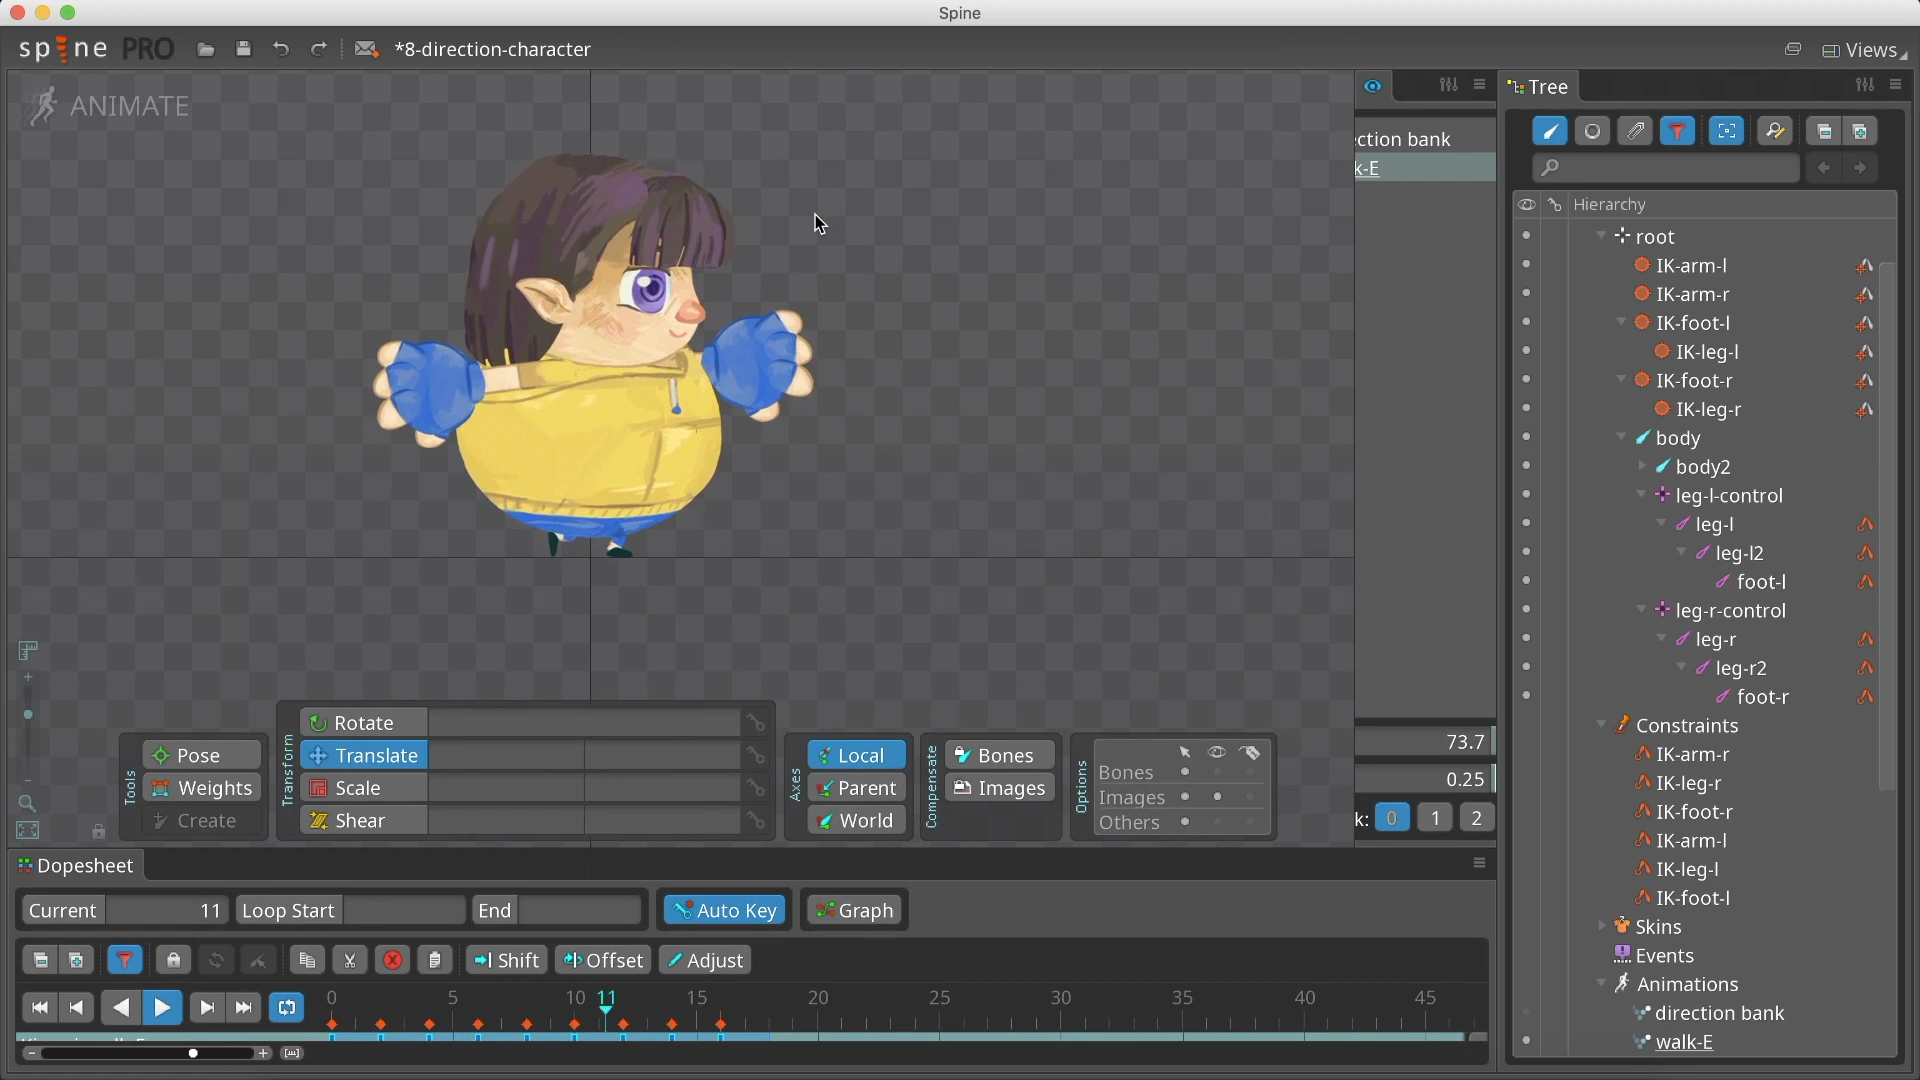 Spine
spine PRO
*8-direction-character
Views
ANIMATE
ction bank
k-E
Tree
Hierarchy
root
IK-arm-l
IK-arm-r
IK-foot-l
IK-leg-l
IK-foot-r
IK-leg-r
body
body2
leg-l-control
leg-l
leg-l2
foot-l
leg-r-control
leg-r
leg-r2
foot-r
Constraints
IK-arm-r
IK-leg-r
IK-foot-r
IK-arm-l
IK-leg-l
IK-foot-l
Skins
Events
Animations
direction bank
walk-E
Tools
Pose
Weights
Create
Transform
Rotate
Translate
Scale
Shear
Axes
Local
Parent
World
Compensate
Bones
Images
Options
Bones
Images
Others
73.7
0.25
k: 0 1 2
Dopesheet
Current 11 Loop Start End Auto Key Graph
Shift Offset Adjust
0 5 10 11 15 20 25 30 35 40 45